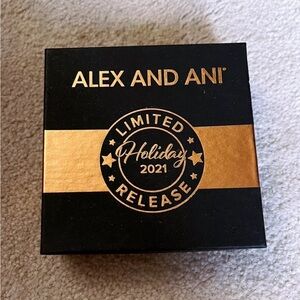 ALEX AND ANI®
LIMITED
Holiday
2021
RELEASE